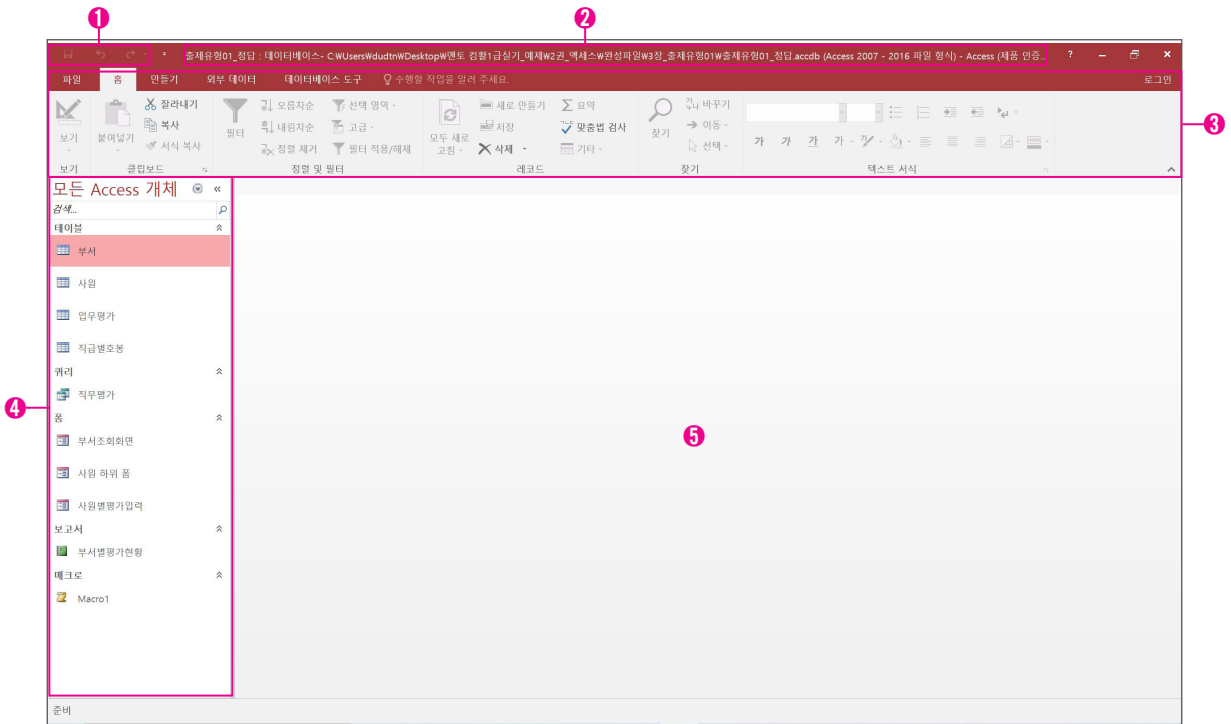 ❶ ❷
출제유형01_정답 : 데이터베이스- C:₩Users₩dudtn₩Desktop₩멘토 컴활1급실기_예제₩2권_액세스₩완성파일₩3장_출제유형01₩출제유형01_정답.accdb (Access 2007 - 2016 파일 형식) - Access (제품 인증...
파일 홈 만들기 외부 데이터 데이터베이스 도구 수행할 작업을 알려 주세요. 로그인
잘라내기 오름차순 선택 영역 새로 만들기 요약 바꾸기
❸
복사 내림차순 고급 저장 맞춤법 검사 이동
보기 붙여넣기 필터 모두 새로 고침 찾기
서식 복사 정렬 제거 필터 적용/해제 삭제 기타 선택 가 가 가 가
보기 클립보드 정렬 및 필터 레코드 찾기 텍스트 서식
모든 Access 개체
검색...
테이블
부서
사원
업무평가
직급별호봉
쿼리
직무평가
❹
폼
부서조회화면
❺
사원 하위 폼
사원별평가입력
보고서
부서별평가현황
매크로
Macro1
준비